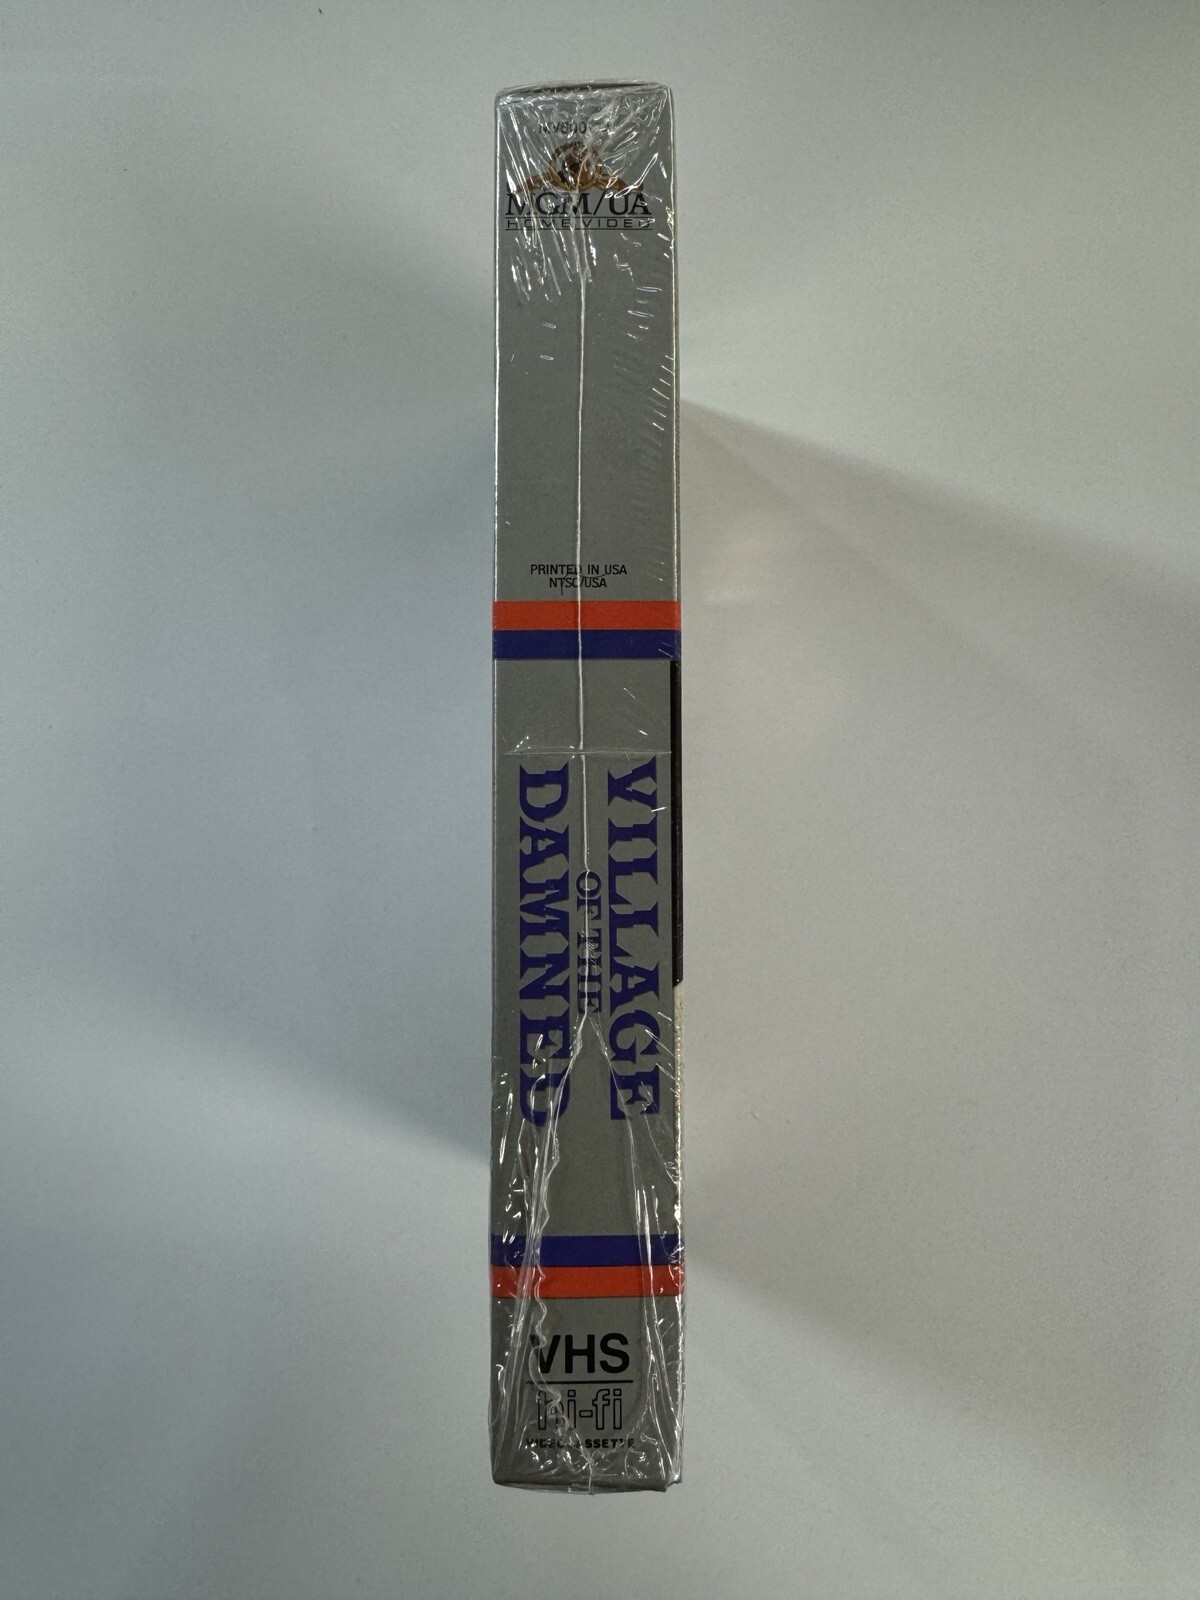 MGM/UA
HOME VIDEO
PRINTED IN USA
NTSC/USA
VILLAGE
OF THE
DAMNED
VHS
hi-fi
VIDEOCASSETTE